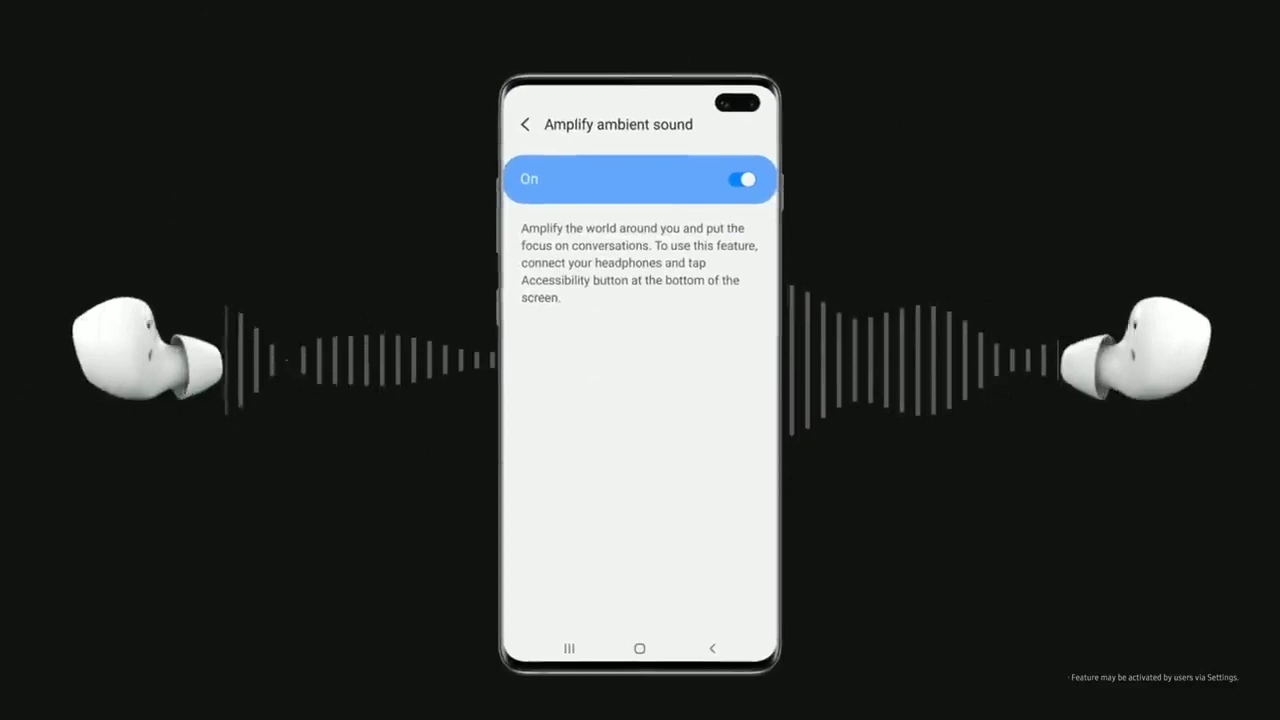 Amplify ambient sound
On
Amplify the world around you and put the
focus on conversations. To use this feature,
connect your headphones and tap
Accessibility button at the bottom of the
screen.
· Feature may be activated by users via Settings.